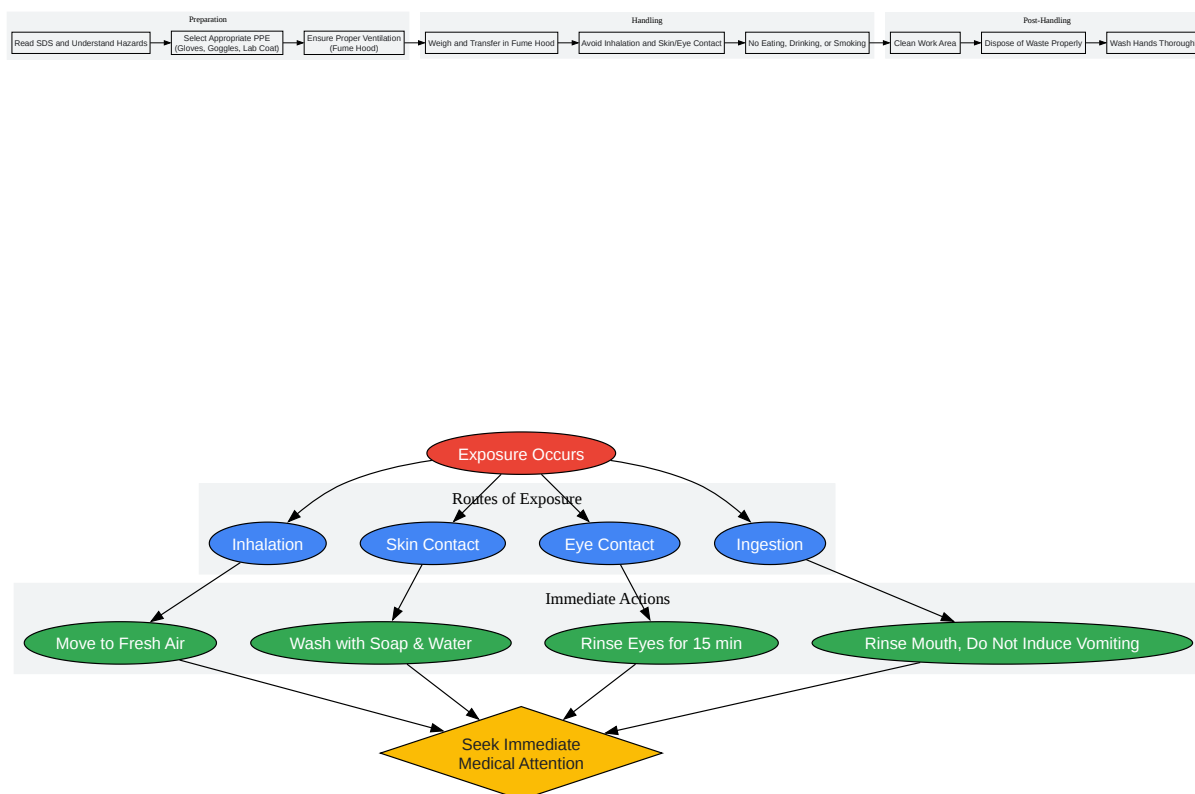 Preparation
Handling
Post-Handling
Read SDS and Understand Hazards
Select Appropriate PPE
(Gloves, Goggles, Lab Coat)
Ensure Proper Ventilation
(Fume Hood)
Weigh and Transfer in Fume Hood
Avoid Inhalation and Skin/Eye Contact
No Eating, Drinking, or Smoking
Clean Work Area
Dispose of Waste Properly
Wash Hands Thorough
Exposure Occurs
Routes of Exposure
Inhalation
Skin Contact
Eye Contact
Ingestion
Immediate Actions
Move to Fresh Air
Wash with Soap & Water
Rinse Eyes for 15 min
Rinse Mouth, Do Not Induce Vomiting
Seek Immediate
Medical Attention